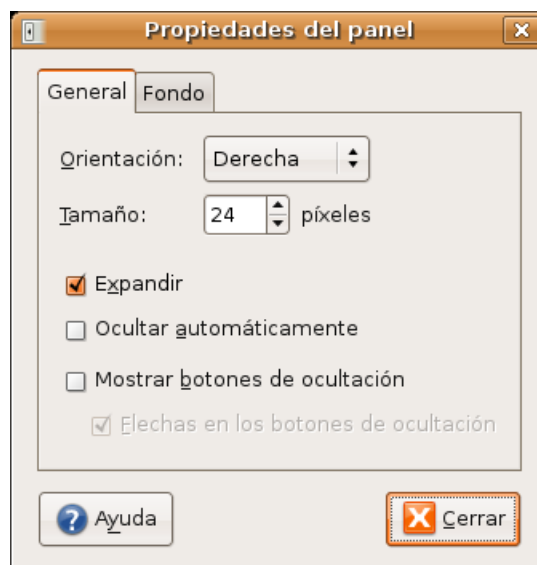 Propiedades del panel
General Fondo
Orientación: Derecha
Tamaño: 24 píxeles
Expandir
Ocultar automáticamente
Mostrar botones de ocultación
Flechas en los botones de ocultación
Ayuda Cerrar